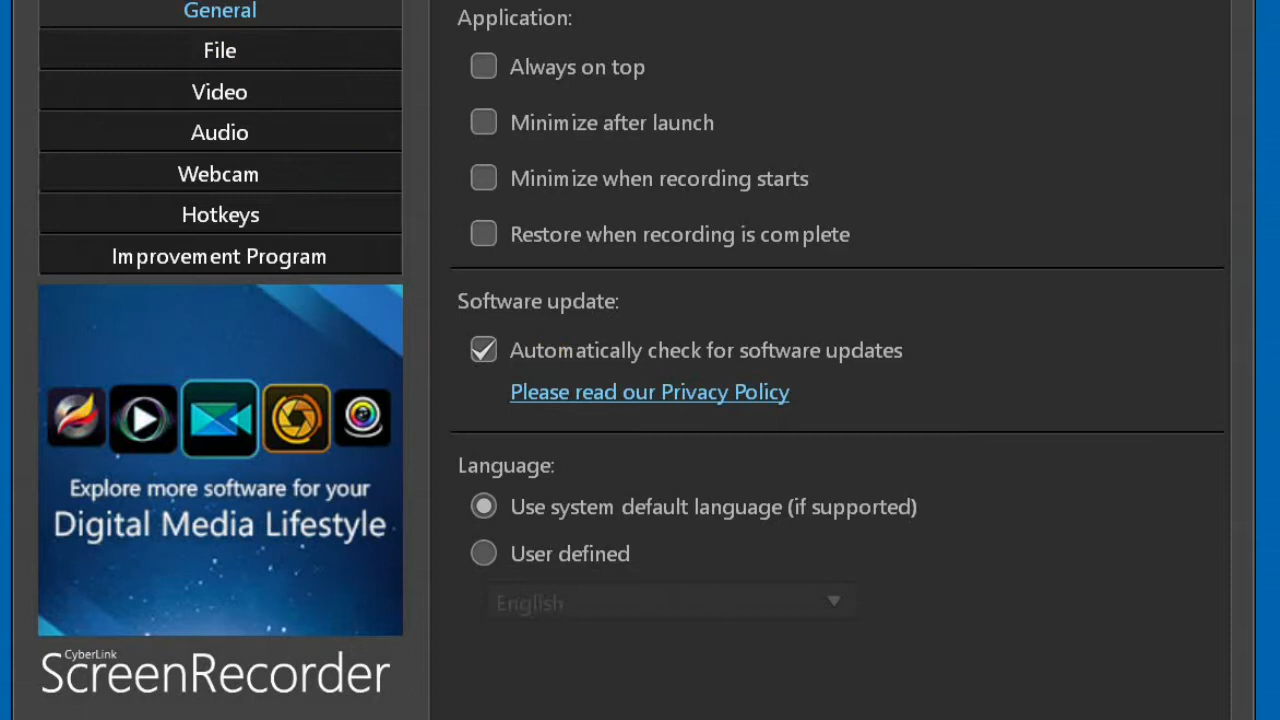 General
File
Video
Audio
Webcam
Hotkeys
Improvement Program
Explore more software for your
Digital Media Lifestyle
CyberLink
ScreenRecorder
Application:
Always on top
Minimize after launch
Minimize when recording starts
Restore when recording is complete
Software update:
Automatically check for software updates
Please read our Privacy Policy
Language:
Use system default language (if supported)
User defined
English